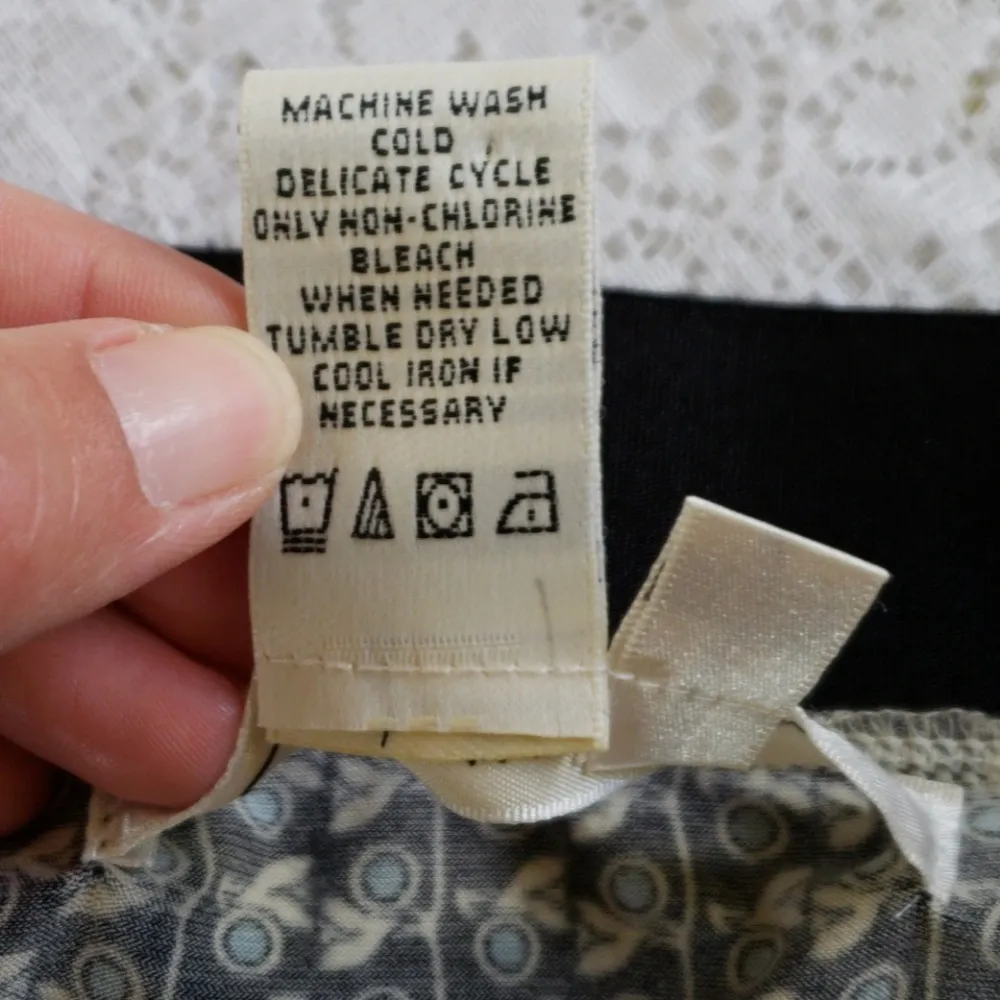 MACHINE WASH
COLD
DELICATE CYCLE
ONLY NON-CHLORINE
BLEACH
WHEN NEEDED
TUMBLE DRY LOW
COOL IRON IF
NECESSARY